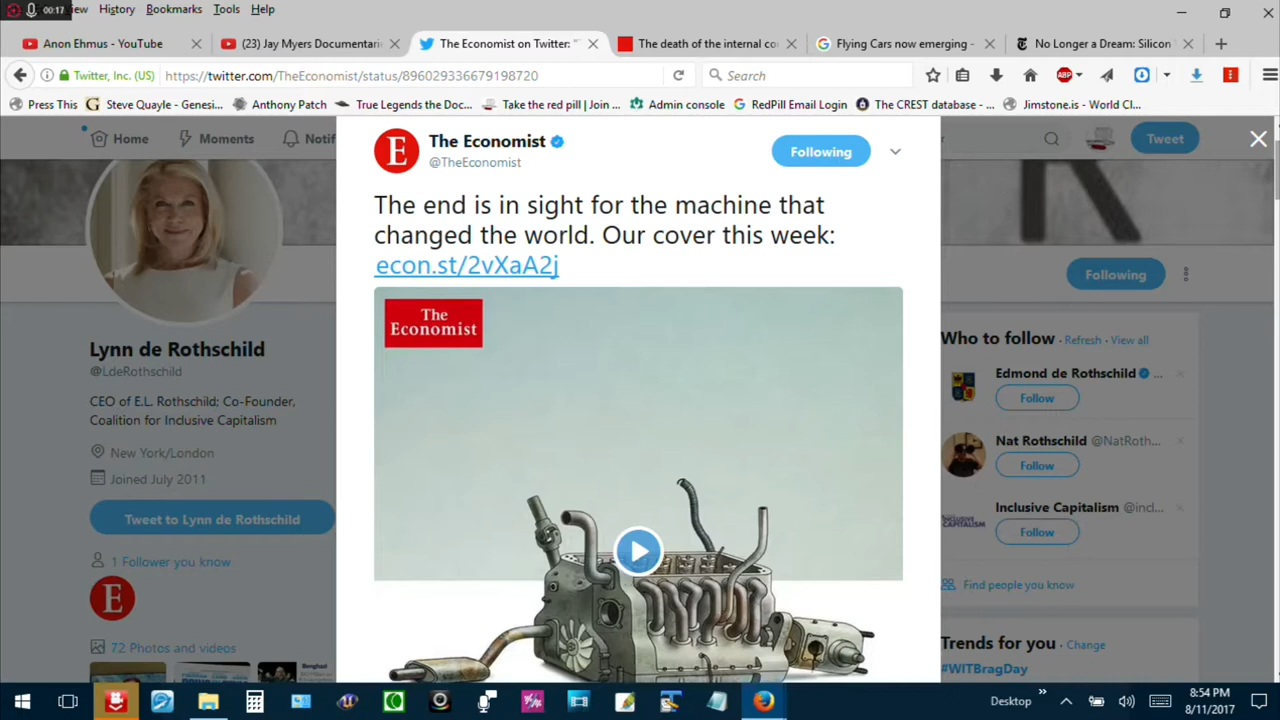 00:17
View History Bookmarks Tools Help
Anon Ehmus - YouTube
(23) Jay Myers Documentari
The Economist on Twitter: "
The death of the internal co
Flying Cars now emerging -
No Longer a Dream: Silicon
Twitter, Inc. (US)
https://twitter.com/TheEconomist/status/896029336679198720
Search
ABP
Press This
Steve Quayle - Genesi...
Anthony Patch
True Legends the Doc...
Take the red pill | Join ...
Admin console
RedPill Email Login
The CREST database - ...
Jimstone.is - World Cl...
Home
Moments
Notif
Tweet
Lynn de Rothschild
@LdeRothschild
CEO of E.L. Rothschild; Co-Founder,
Coalition for Inclusive Capitalism
New York/London
Joined July 2011
Tweet to Lynn de Rothschild
1 Follower you know
E
72 Photos and videos
E
The Economist
@TheEconomist
Following
The end is in sight for the machine that
changed the world. Our cover this week:
econ.st/2vXaA2j
The
Economist
Following
Who to follow · Refresh · View all
Edmond de Rothschild ...
Follow
Nat Rothschild @NatRoth...
Follow
Inclusive Capitalism @incl...
Follow
Find people you know
Trends for you · Change
#WITBragDay
Desktop
8:54 PM
8/11/2017